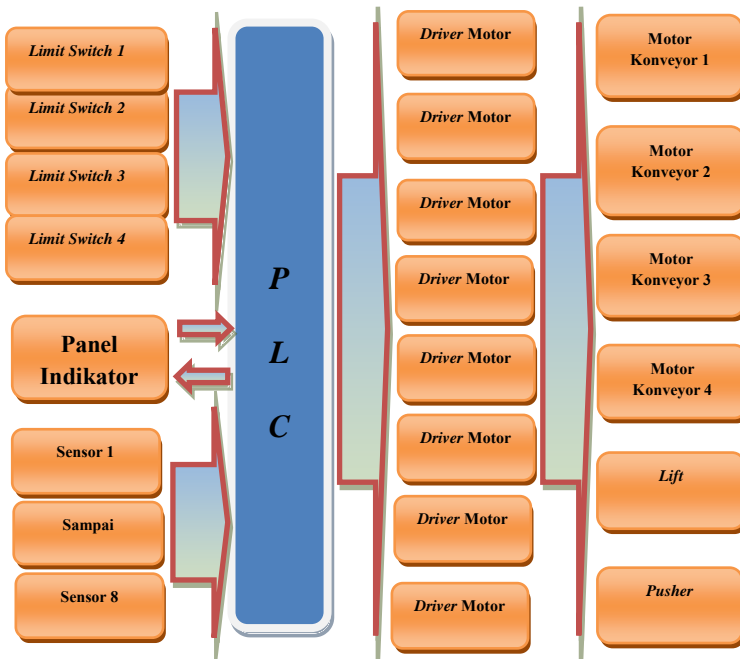 Limit Switch 1
Limit Switch 2
Limit Switch 3
Limit Switch 4
Panel
Indikator
Sensor 1
Sampai
Sensor 8
P
L
C
Driver Motor
Driver Motor
Driver Motor
Driver Motor
Driver Motor
Driver Motor
Driver Motor
Driver Motor
Motor
Konveyor 1
Motor
Konveyor 2
Motor
Konveyor 3
Motor
Konveyor 4
Lift
Pusher